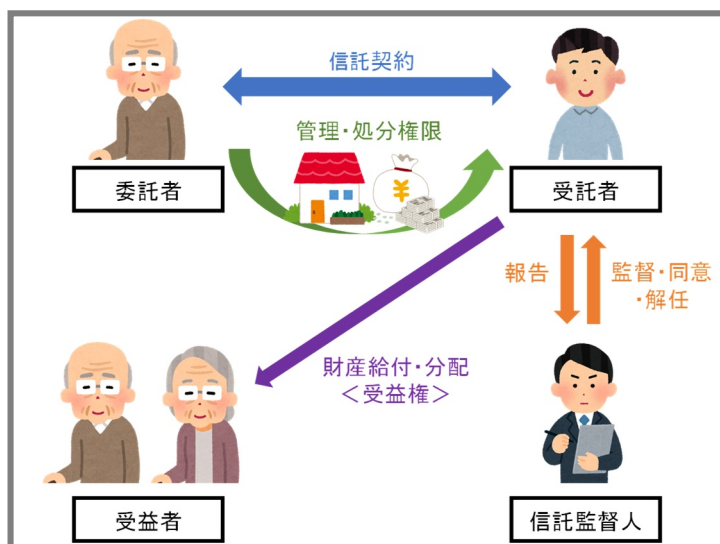 信託契約
管理・処分権限
¥
委託者
受託者
報告
監督・同意
・解任
財産給付・分配
＜受益権＞
受益者
信託監督人